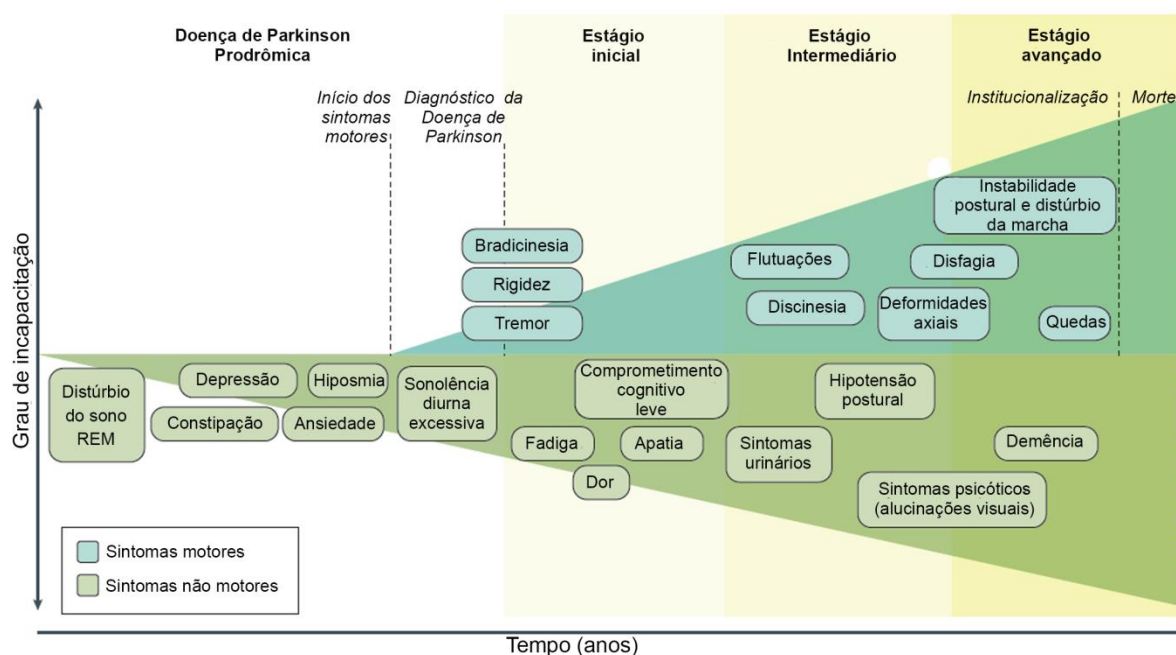 Doença de Parkinson
Prodrômica
Estágio
inicial
Estágio
Intermediário
Estágio
avançado
Início dos
sintomas
motores
Diagnóstico da
Doença de
Parkinson
Institucionalização
Morte
Grau de incapacitação
Instabilidade
postural e distúrbio
da marcha
Bradicinesia
Flutuações
Disfagia
Rigidez
Discinesia
Deformidades
axiais
Tremor
Quedas
Distúrbio
do sono
REM
Depressão
Hiposmia
Sonolência
diurna
excessiva
Comprometimento
cognitivo
leve
Hipotensão
postural
Constipação
Ansiedade
Fadiga
Apatia
Sintomas
urinários
Demência
Dor
Sintomas psicóticos
(alucinações visuais)
Sintomas motores
Sintomas não motores
Tempo (anos)